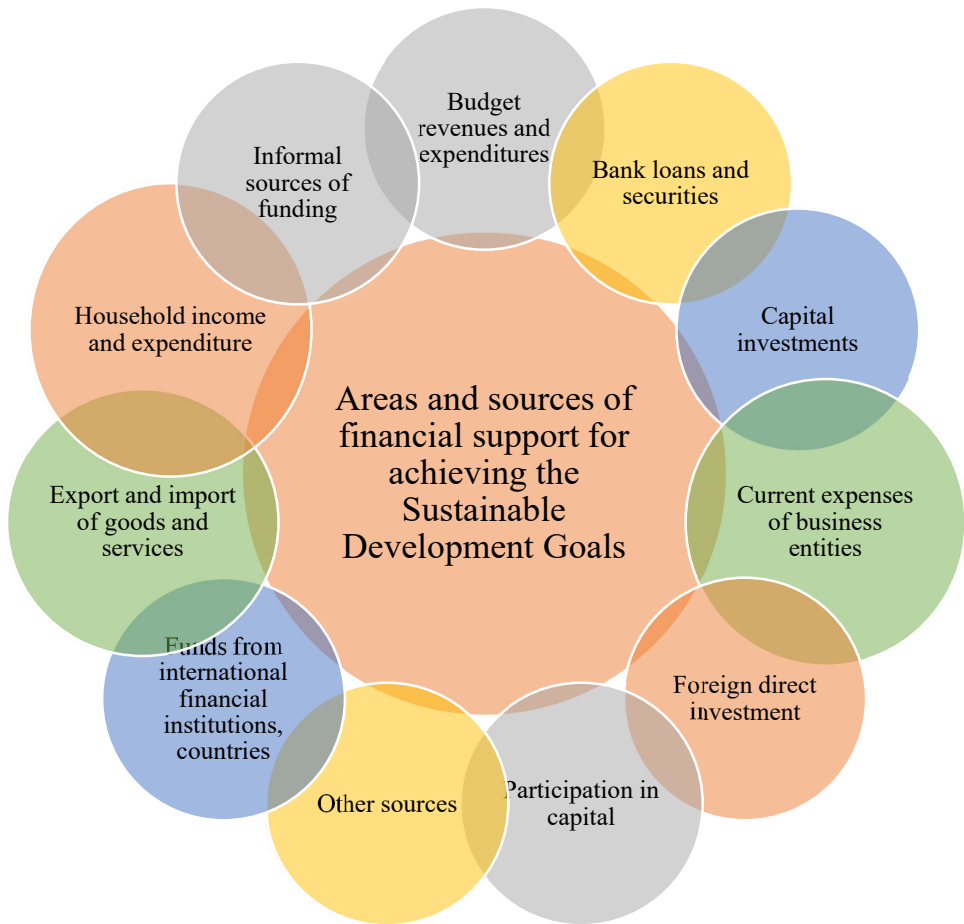 Budget
revenues and
expenditures
Bank loans and
securities
Capital
investments
Current expenses
of business
entities
Foreign direct
investment
Participation in
capital
Other sources
Funds from
international
financial
institutions,
countries
Export and import
of goods and
services
Household income
and expenditure
Informal
sources of
funding
Areas and sources of
financial support for
achieving the
Sustainable
Development Goals